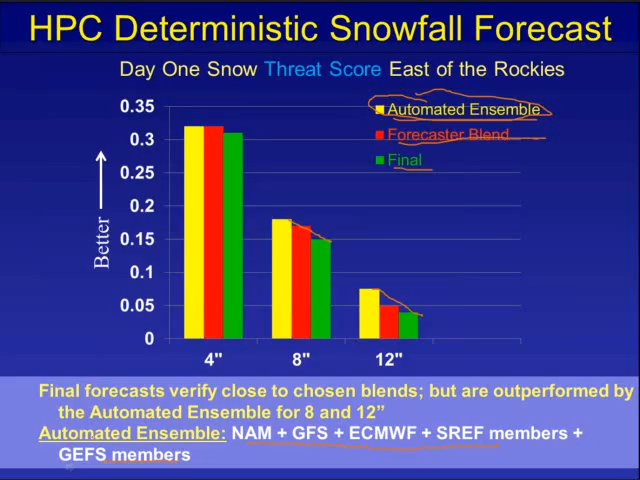 HPC Deterministic Snowfall Forecast
Day One Snow Threat Score East of the Rockies
0.35
0.3
0.25
0.2
0.15
0.1
0.05
0
Better
Automated Ensemble
Forecaster Blend
Final
4" 8" 12"
Final forecasts verify close to chosen blends; but are outperformed by
the Automated Ensemble for 8 and 12”
Automated Ensemble: NAM + GFS + ECMWF + SREF members +
GEFS members